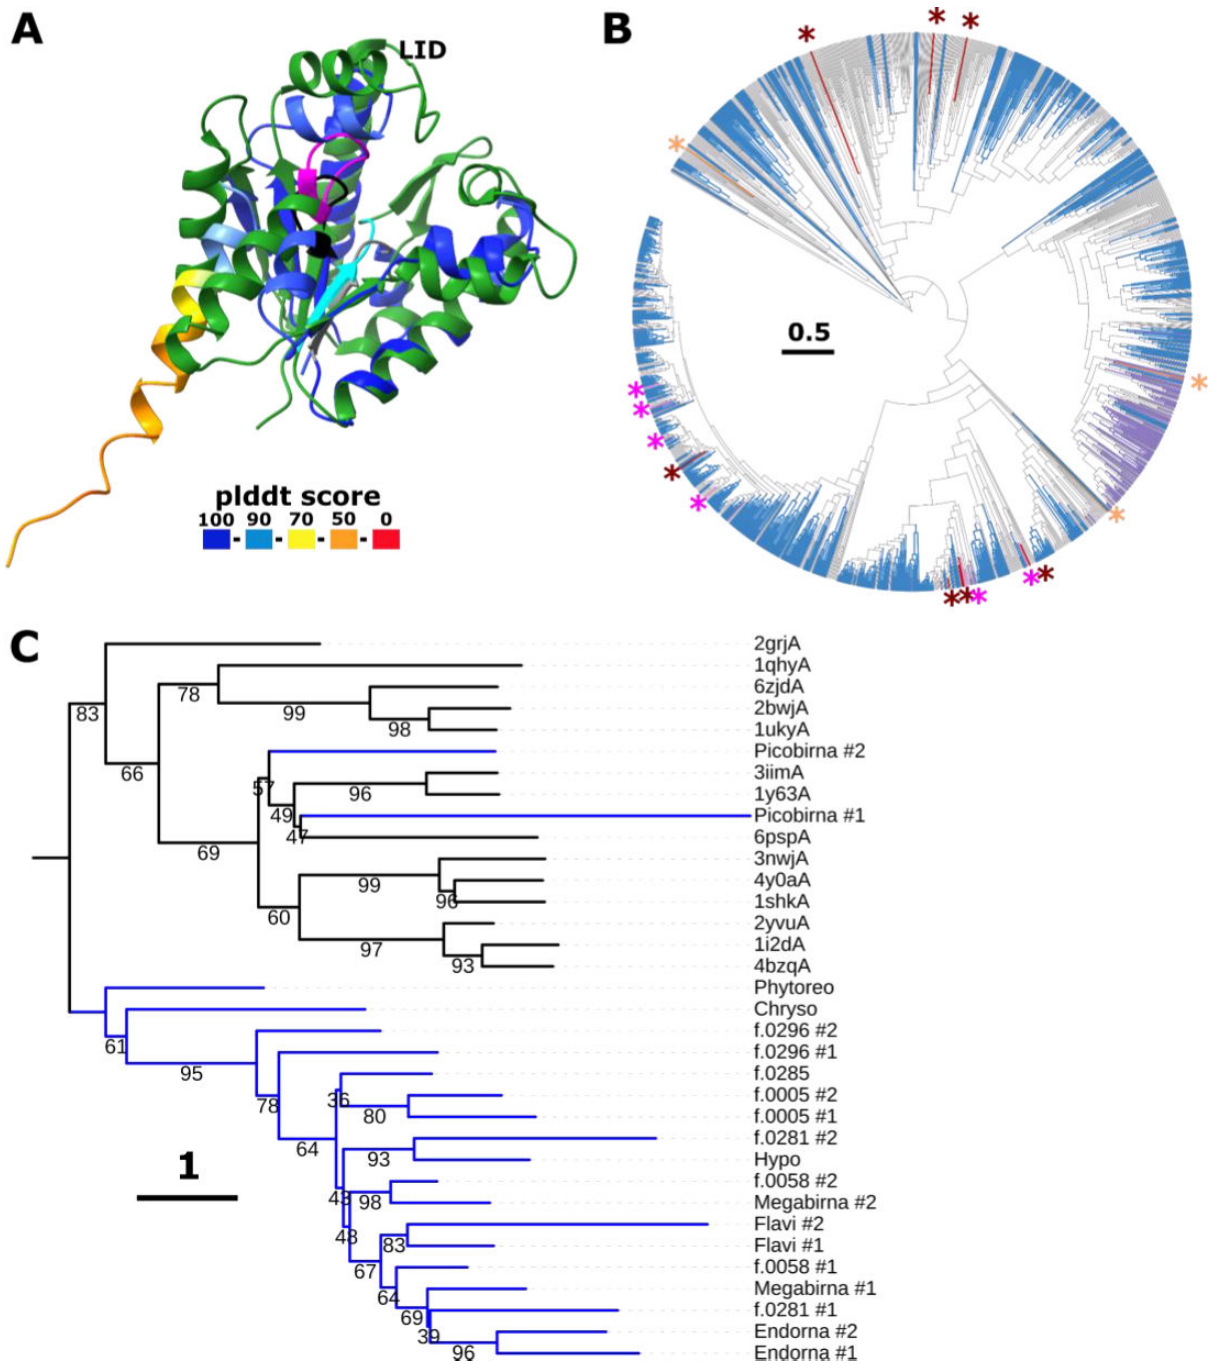 A
LID
plddt score
100 90 70 50 0
B
0.5
* * * * * * * * * * * * * * * * *
C
2grjA
1qhyA
78
6zjdA
99
2bwjA
83
98
1ukyA
Picobirna #2
66
3iimA
57
96
1y63A
49
Picobirna #1
47
6pspA
69
3nwjA
99
4y0aA
96
1shkA
60
2yvuA
97
1i2dA
93
4bzqA
Phytoreo
Chryso
61
f.0296 #2
95
f.0296 #1
78
f.0285
36
f.0005 #2
80
f.0005 #1
64
f.0281 #2
93
Hypo
1
f.0058 #2
43
98
Megabirna #2
Flavi #2
48
83
Flavi #1
67
f.0058 #1
64
Megabirna #1
69
f.0281 #1
39
Endorna #2
96
Endorna #1